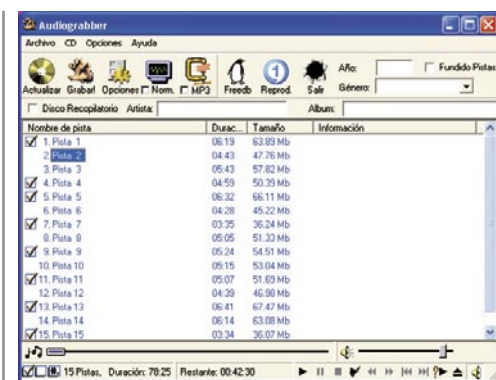 Audiograbber
Archivo CD Opciones Ayuda
Actualizar Grabar! Opciones Norm. MP3 Freedb Reprod. Salir Año: Fundido Pistas
Género:
Disco Recopilatorio Artista: Album:
Nombre de pista Durac... Tamaño Información
1. Pista 1 06:19 63.89 Mb
2. Pista 2 04:43 47.76 Mb
3. Pista 3 05:43 57.82 Mb
4. Pista 4 04:59 50.39 Mb
5. Pista 5 06:32 66.11 Mb
6. Pista 6 04:28 45.22 Mb
7. Pista 7 03:35 36.24 Mb
8. Pista 8 05:05 51.33 Mb
9. Pista 9 05:24 54.51 Mb
10. Pista 10 05:15 53.04 Mb
11. Pista 11 05:07 51.69 Mb
12. Pista 12 04:39 46.98 Mb
13. Pista 13 06:41 67.47 Mb
14. Pista 14 06:14 63.08 Mb
15. Pista 15 03:34 36.07 Mb
15 Pistas, Duración: 78:25 Restante: 00:42:30